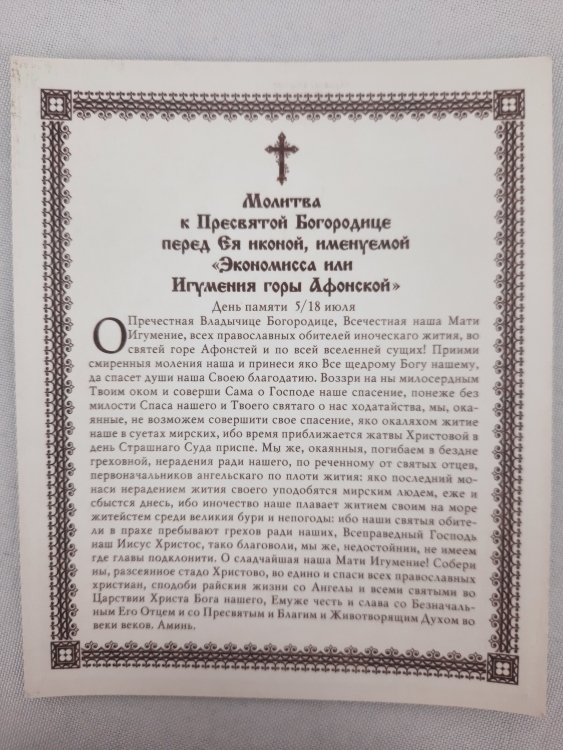 Молитва
к Пресвятой Богородице
перед Ея иконой, именуемой
«Экономисса или
Игумения горы Афонской»
День памяти 5/18 июля
О Пречестная Владычице Богородице, Всечестная наша Мати
Игумение, всех православных обителей иноческаго жития, во
святей горе Афонстей и по всей вселенней сущих! Приими
смиренныя моления наша и принеси яко Все щедрому Богу нашему,
да спасет души наша Своею благодатию. Воззри на ны милосердным
Твоим оком и соверши Сама о Господе наше спасение, понеже без
милости Спаса нашего и Твоего святаго о нас ходатайства, мы, ока-
янные, не возможем совершити свое спасение, яко окаляхом житие
наше в суетах мирских, ибо время приближается жатвы Христовой в
день Страшнаго Суда приспе. Мы же, окаянныя, погибаем в бездне
греховной, нерадения ради нашего, по реченному от святых отцев,
первоначальников ангельскаго по плоти жития: яко последний мо-
наси нерадением жития своего уподобятся мирским людем, еже и
сбыстся днесь, ибо иночество наше плавает житием своим на море
житейстем среди великия бури и непогоды: ибо наши святыя обите-
ли в прахе пребывают грехов ради наших, Всеправедный Господь
наш Иисус Христос, тако благоволи, мы же, недостойнии, не имеем
где главы подклонити. О сладчайшая наша Мати Игумение! Собери
ны, разсеянное стадо Христово, во едино и спаси всех православных
христиан, сподоби райския жизни со Ангелы и всеми святыми во
Царствии Христа Бога нашего, Емуже честь и слава со Безначаль-
ным Его Отцем и со Пресвятым и Благим и Животворящим Духом во
веки веков. Аминь.